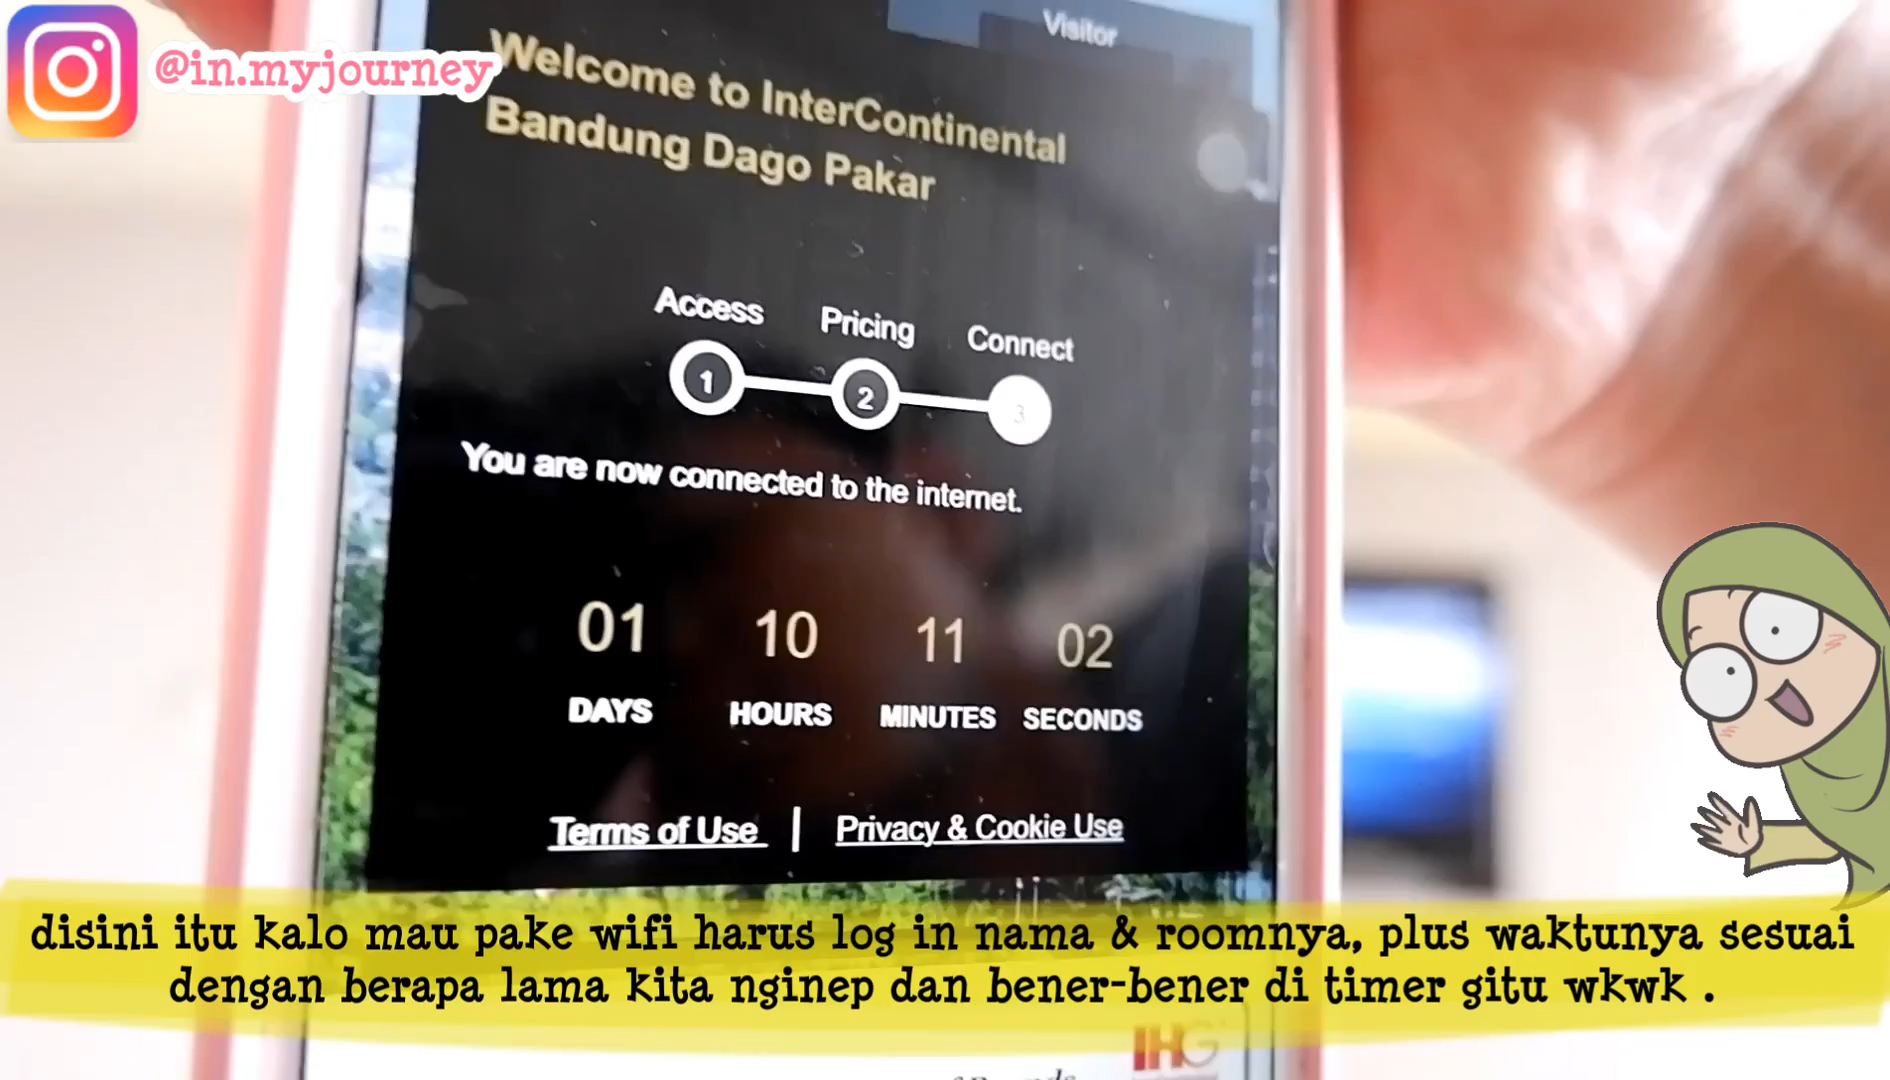 @in.myjourney
Visitor
Welcome to InterContinental
Bandung Dago Pakar
Access Pricing Connect
1 2 3
You are now connected to the internet.
01 10 11 02
DAYS HOURS MINUTES SECONDS
Terms of Use | Privacy & Cookie Use
disini itu kalo mau pake wifi harus log in nama & roomnya, plus waktunya sesuai
dengan berapa lama kita nginep dan bener-bener di timer gitu wkwk .
IHG